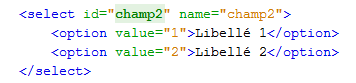 <select id="champ2" name="champ2">
    <option value="1">Libellé 1</option>
    <option value="2">Libellé 2</option>
</select>